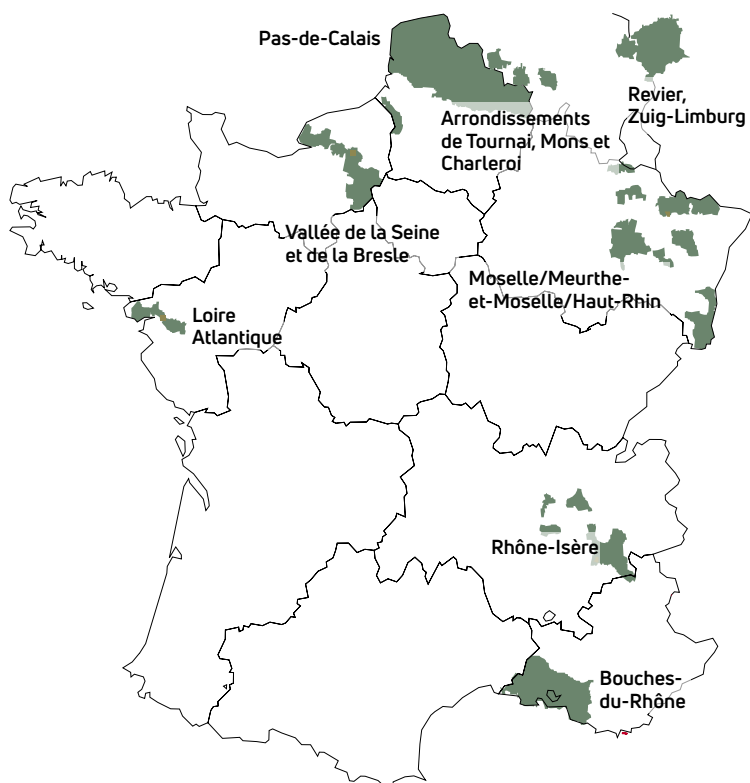 Pas-de-Calais
Revier,
Zuig-Limburg
Arrondissements
de Tournai, Mons et
Charleroi
Vallée de la Seine
et de la Bresle
Moselle/Meurthe-
et-Moselle/Haut-Rhin
Loire
Atlantique
Rhône-Isère
Bouches-
du-Rhône